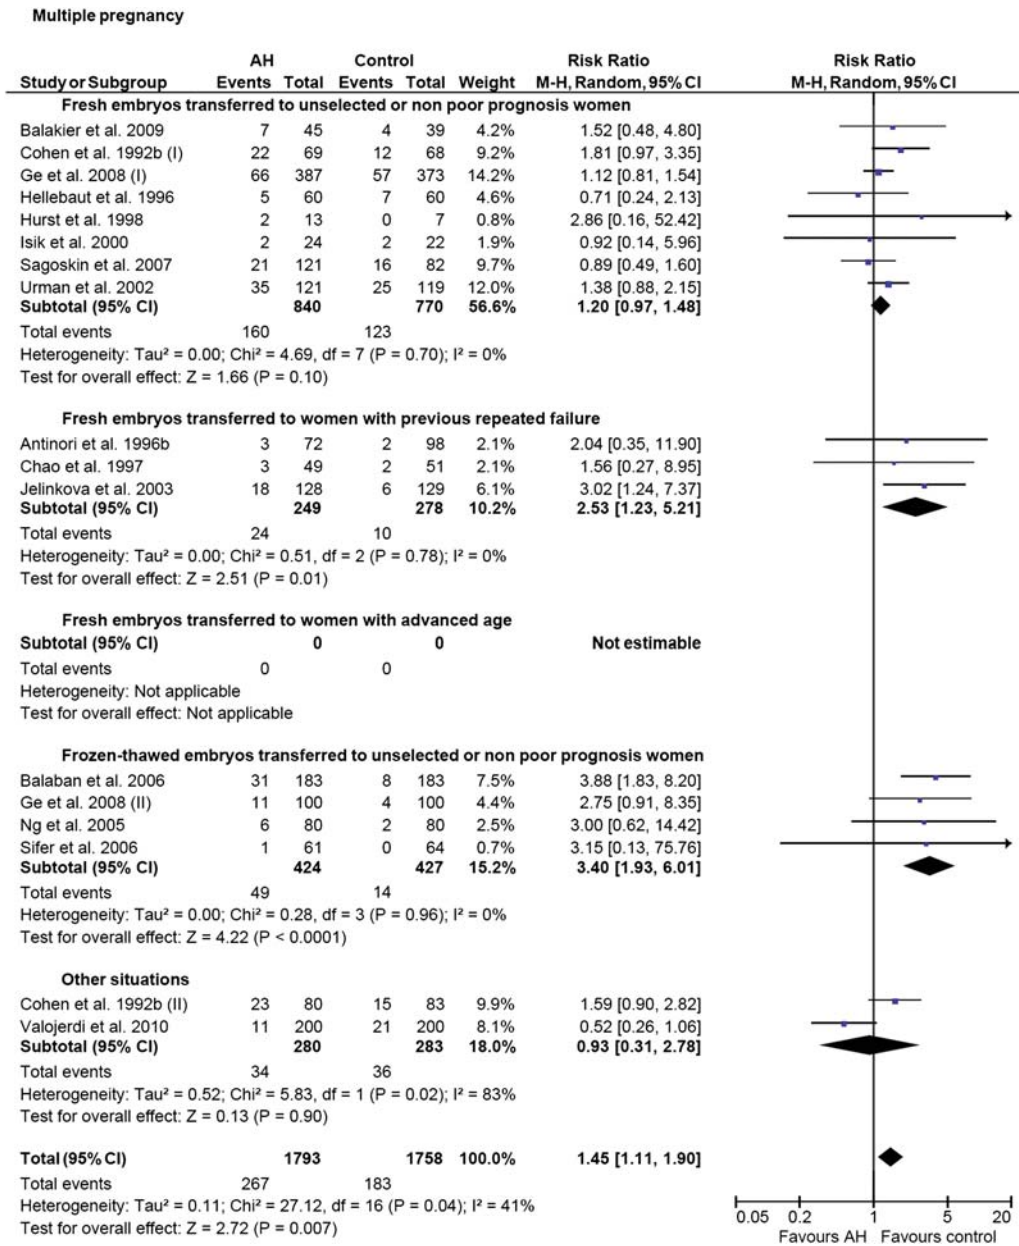 Multiple pregnancy
AH Control Risk Ratio Risk Ratio
Study or Subgroup Events Total Events Total Weight M-H, Random, 95% CI M-H, Random, 95% CI
Fresh embryos transferred to unselected or non poor prognosis women
Balakier et al. 2009 7 45 4 39 4.2% 1.52 [0.48, 4.80]
Cohen et al. 1992b (I) 22 69 12 68 9.2% 1.81 [0.97, 3.35]
Ge et al. 2008 (I) 66 387 57 373 14.2% 1.12 [0.81, 1.54]
Hellebaut et al. 1996 5 60 7 60 4.6% 0.71 [0.24, 2.13]
Hurst et al. 1998 2 13 0 7 0.8% 2.86 [0.16, 52.42]
Isik et al. 2000 2 24 2 22 1.9% 0.92 [0.14, 5.96]
Sagoskin et al. 2007 21 121 16 82 9.7% 0.89 [0.49, 1.60]
Urman et al. 2002 35 121 25 119 12.0% 1.38 [0.88, 2.15]
Subtotal (95% CI) 840 770 56.6% 1.20 [0.97, 1.48]
Total events 160 123
Heterogeneity: Tau² = 0.00; Chi² = 4.69, df = 7 (P = 0.70); I² = 0%
Test for overall effect: Z = 1.66 (P = 0.10)
Fresh embryos transferred to women with previous repeated failure
Antinori et al. 1996b 3 72 2 98 2.1% 2.04 [0.35, 11.90]
Chao et al. 1997 3 49 2 51 2.1% 1.56 [0.27, 8.95]
Jelinkova et al. 2003 18 128 6 129 6.1% 3.02 [1.24, 7.37]
Subtotal (95% CI) 249 278 10.2% 2.53 [1.23, 5.21]
Total events 24 10
Heterogeneity: Tau² = 0.00; Chi² = 0.51, df = 2 (P = 0.78); I² = 0%
Test for overall effect: Z = 2.51 (P = 0.01)
Fresh embryos transferred to women with advanced age
Subtotal (95% CI) 0 0 Not estimable
Total events 0 0
Heterogeneity: Not applicable
Test for overall effect: Not applicable
Frozen-thawed embryos transferred to unselected or non poor prognosis women
Balaban et al. 2006 31 183 8 183 7.5% 3.88 [1.83, 8.20]
Ge et al. 2008 (II) 11 100 4 100 4.4% 2.75 [0.91, 8.35]
Ng et al. 2005 6 80 2 80 2.5% 3.00 [0.62, 14.42]
Sifer et al. 2006 1 61 0 64 0.7% 3.15 [0.13, 75.76]
Subtotal (95% CI) 424 427 15.2% 3.40 [1.93, 6.01]
Total events 49 14
Heterogeneity: Tau² = 0.00; Chi² = 0.28, df = 3 (P = 0.96); I² = 0%
Test for overall effect: Z = 4.22 (P < 0.0001)
Other situations
Cohen et al. 1992b (II) 23 80 15 83 9.9% 1.59 [0.90, 2.82]
Valojerdi et al. 2010 11 200 21 200 8.1% 0.52 [0.26, 1.06]
Subtotal (95% CI) 280 283 18.0% 0.93 [0.31, 2.78]
Total events 34 36
Heterogeneity: Tau² = 0.52; Chi² = 5.83, df = 1 (P = 0.02); I² = 83%
Test for overall effect: Z = 0.13 (P = 0.90)
Total (95% CI) 1793 1758 100.0% 1.45 [1.11, 1.90]
Total events 267 183
Heterogeneity: Tau² = 0.11; Chi² = 27.12, df = 16 (P = 0.04); I² = 41%
Test for overall effect: Z = 2.72 (P = 0.007)
0.05 0.2 1 5 20
Favours AH Favours control